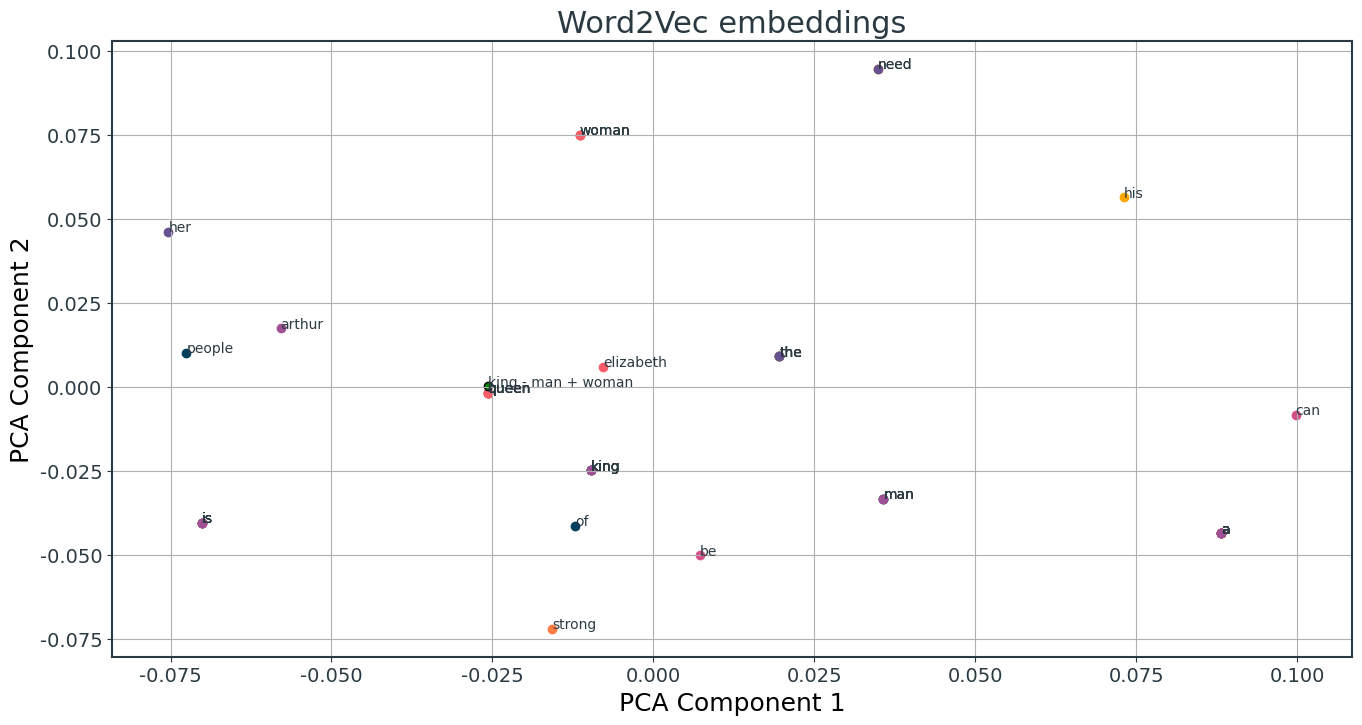 Word2Vec embeddings
0.100
need
0.075
woman
his
0.050
her
0.025
arthur
people
the
elizabeth
0.000
king - man + woman
queen
can
-0.025
king
man
is
of
a
-0.050
be
strong
-0.075
-0.075 -0.050 -0.025 0.000 0.025 0.050 0.075 0.100
PCA Component 1
PCA Component 2